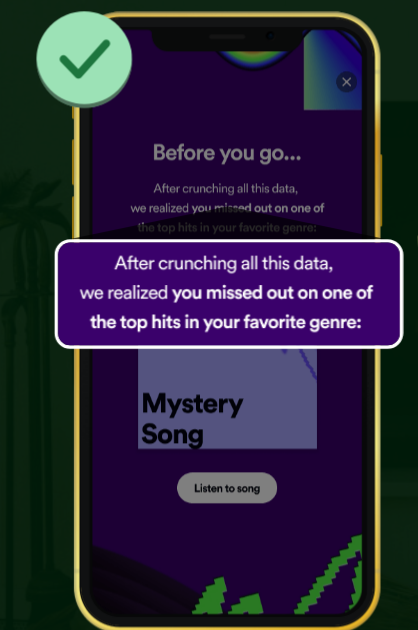 Before you go...
After crunching all this data,
we realized you missed out on one of
the top hits in your favorite genre:
After crunching all this data,
we realized you missed out on one of
the top hits in your favorite genre:
Mystery
Song
Listen to song